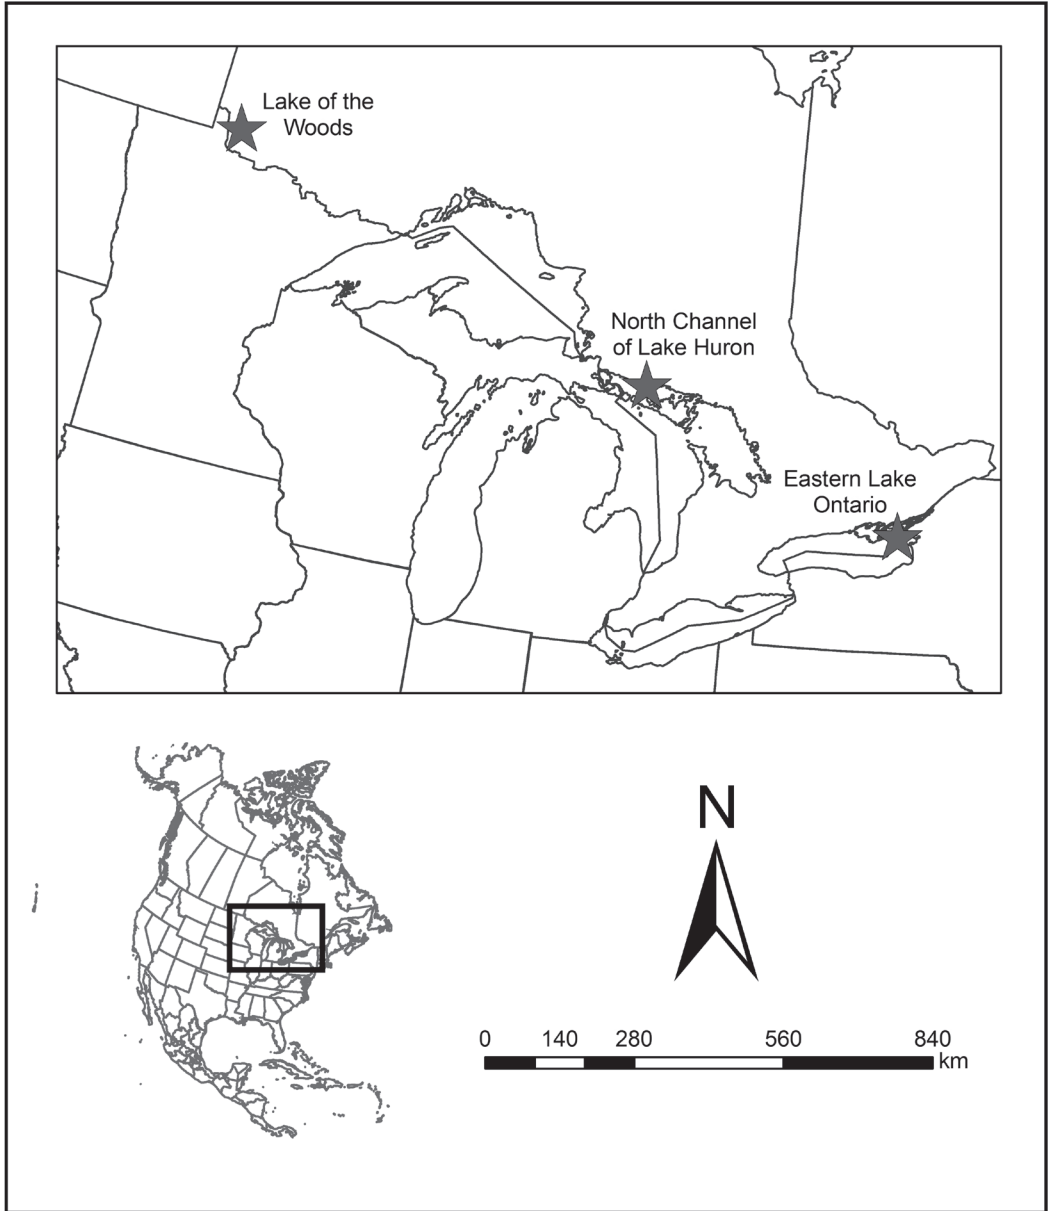 Lake of the
Woods
North Channel
of Lake Huron
Eastern Lake
Ontario
N
0 140 280 560 840
km